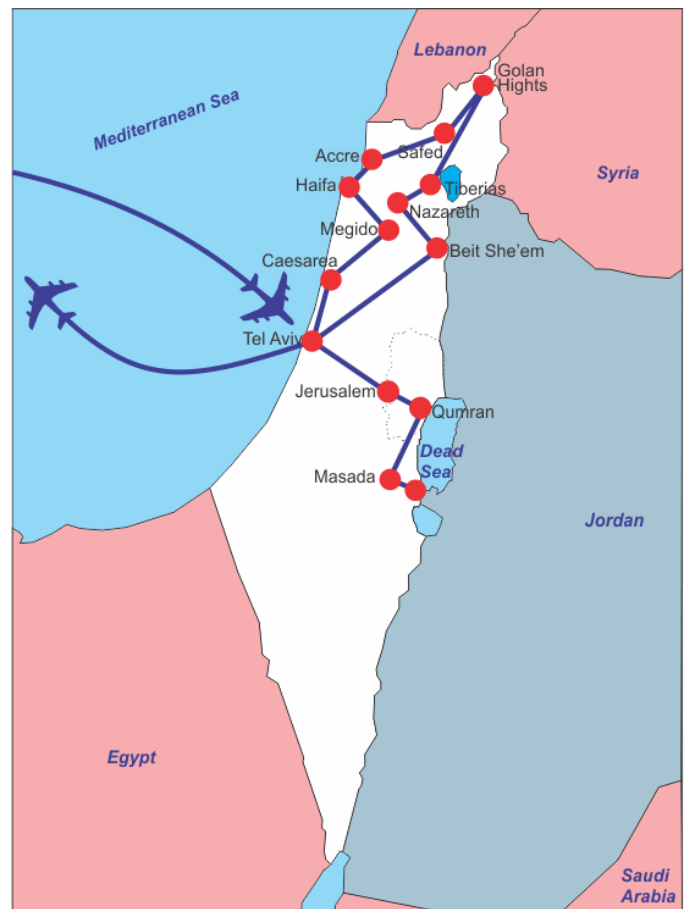 Lebanon
Golan
Hights
Mediterranean Sea
Accre
Safed
Syria
Haifa
Tiberias
Nazareth
Megido
Beit She'em
Caesarea
Tel Aviv
Jerusalem
Qumran
Dead
Sea
Masada
Jordan
Egypt
Saudi
Arabia